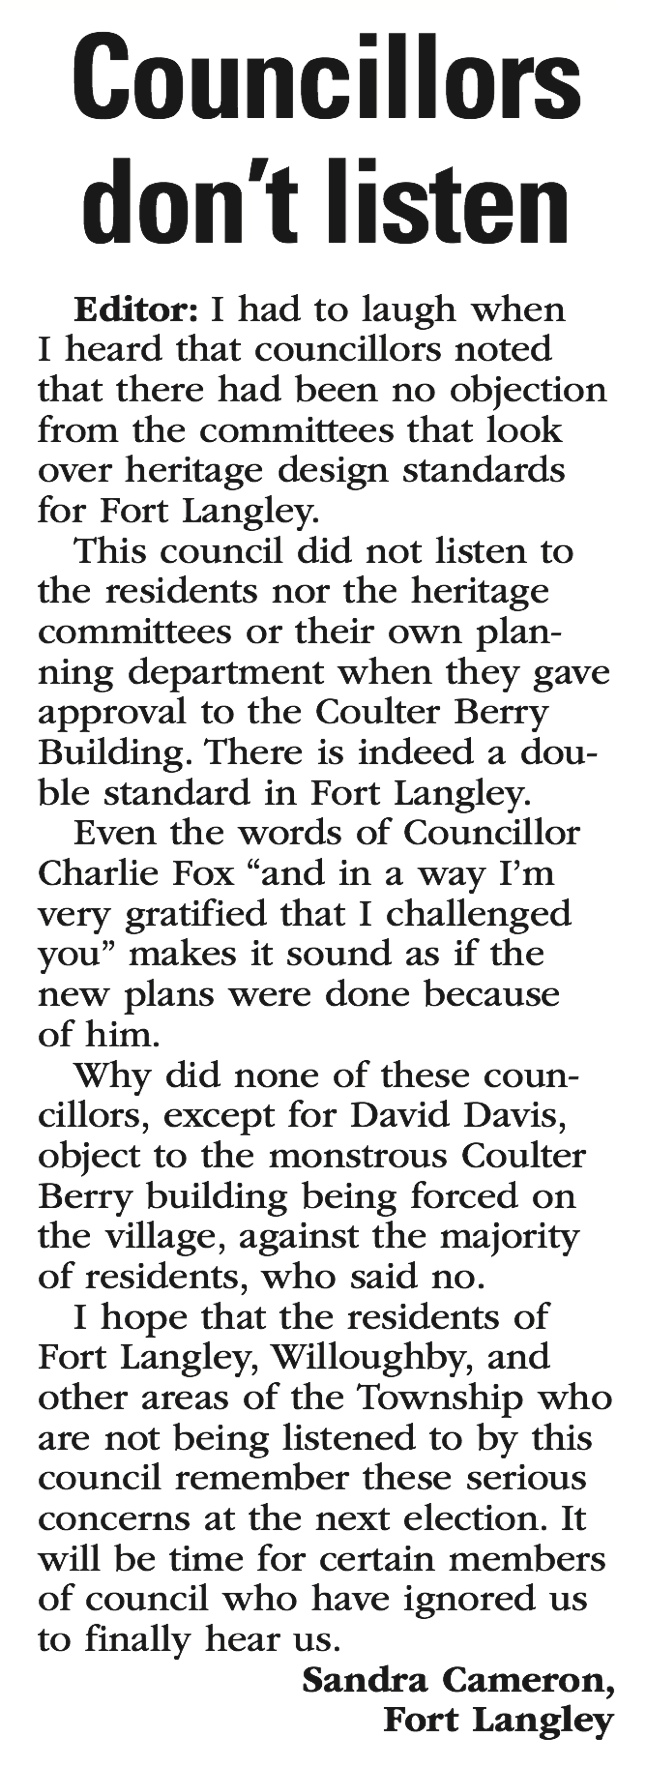 Councillors
don't listen
Editor: I had to laugh when
I heard that councillors noted
that there had been no objection
from the committees that look
over heritage design standards
for Fort Langley.
This council did not listen to
the residents nor the heritage
committees or their own plan-
ning department when they gave
approval to the Coulter Berry
Building. There is indeed a dou-
ble standard in Fort Langley.
Even the words of Councillor
Charlie Fox “and in a way I’m
very gratified that I challenged
you” makes it sound as if the
new plans were done because
of him.
Why did none of these coun-
cillors, except for David Davis,
object to the monstrous Coulter
Berry building being forced on
the village, against the majority
of residents, who said no.
I hope that the residents of
Fort Langley, Willoughby, and
other areas of the Township who
are not being listened to by this
council remember these serious
concerns at the next election. It
will be time for certain members
of council who have ignored us
to finally hear us.
Sandra Cameron,
Fort Langley